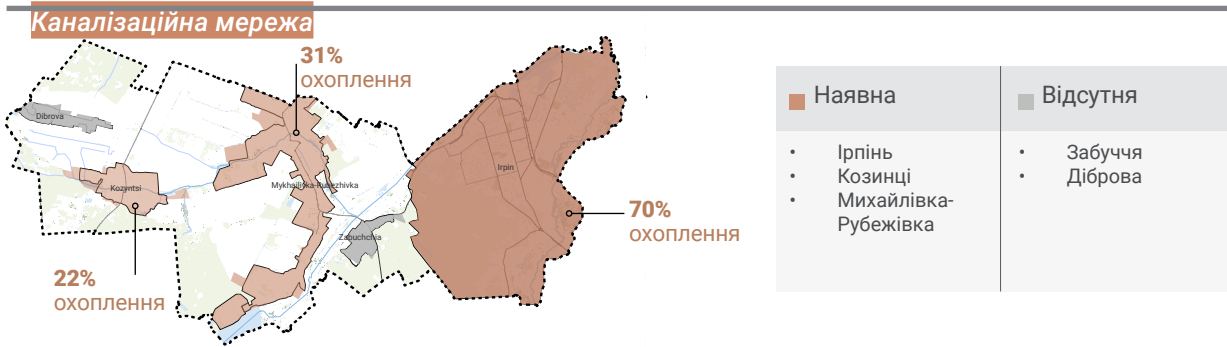 Каналізаційна мережа
31%
охоплення
Dibrova
Kozyntsi
Mykhailivka-Rubezhivka
Irpin
Zabuchchia
70%
охоплення
22%
охоплення
Наявна
Відсутня
• Ірпінь
• Козинці
• Михайлівка-
Рубежівка
• Забуччя
• Діброва